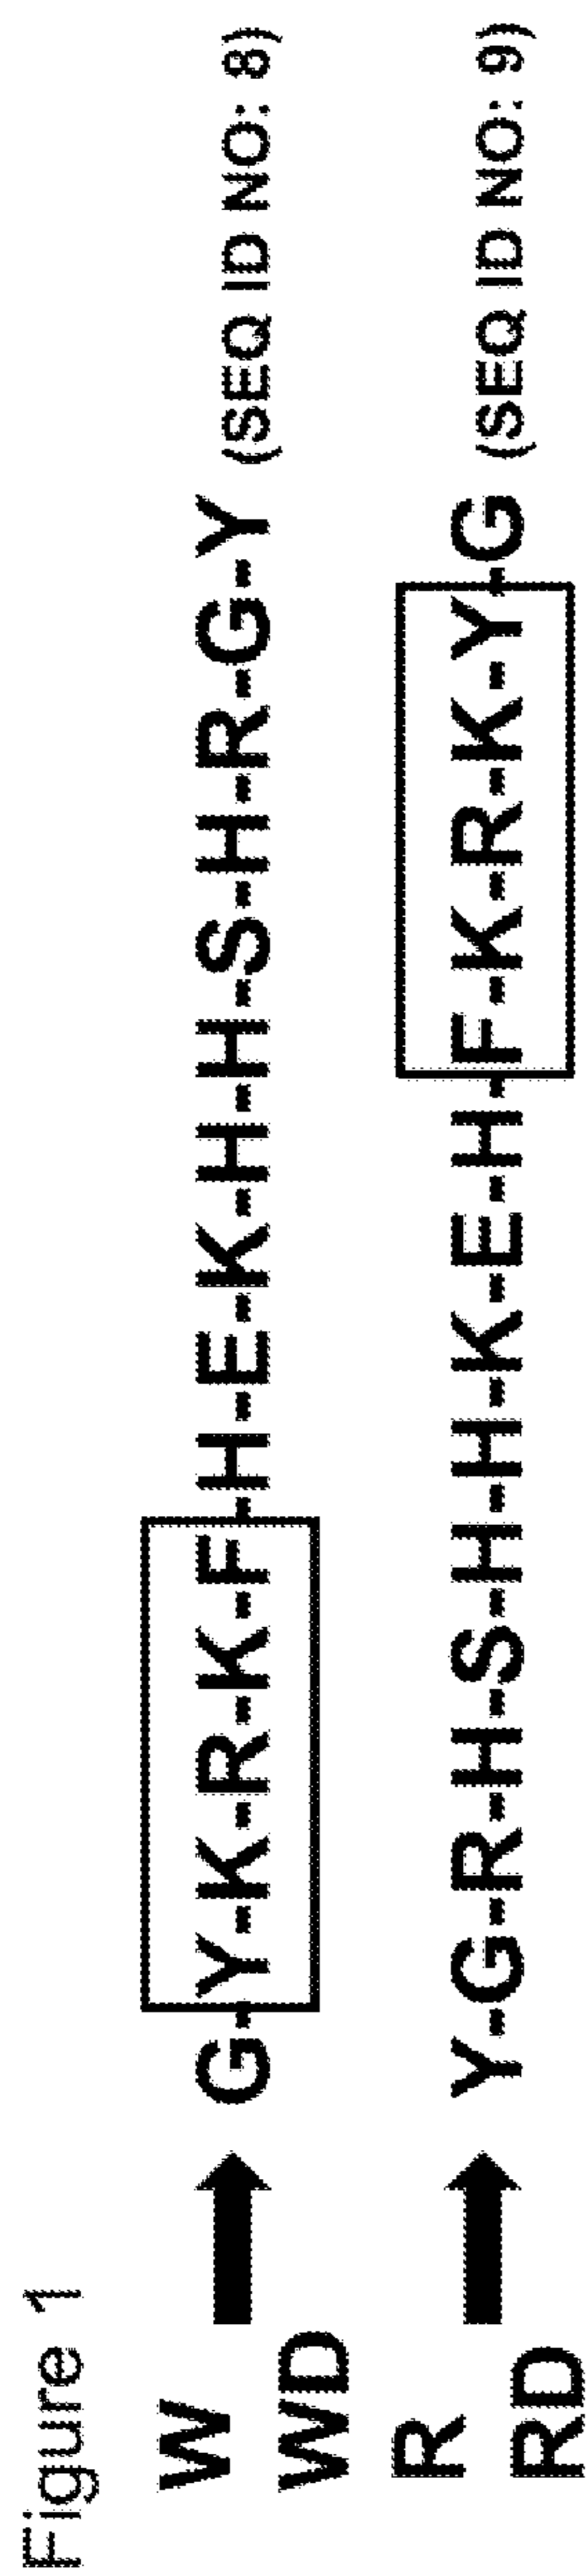 Figure 1
W
G-Y-K-R-K-F-H-E-K-H-H-S-H-R-G-Y (SEQ ID NO: 8)
WD
R
Y-G-R-H-S-H-H-K-E-H-F-K-R-K-Y-G (SEQ ID NO: 9)
RD